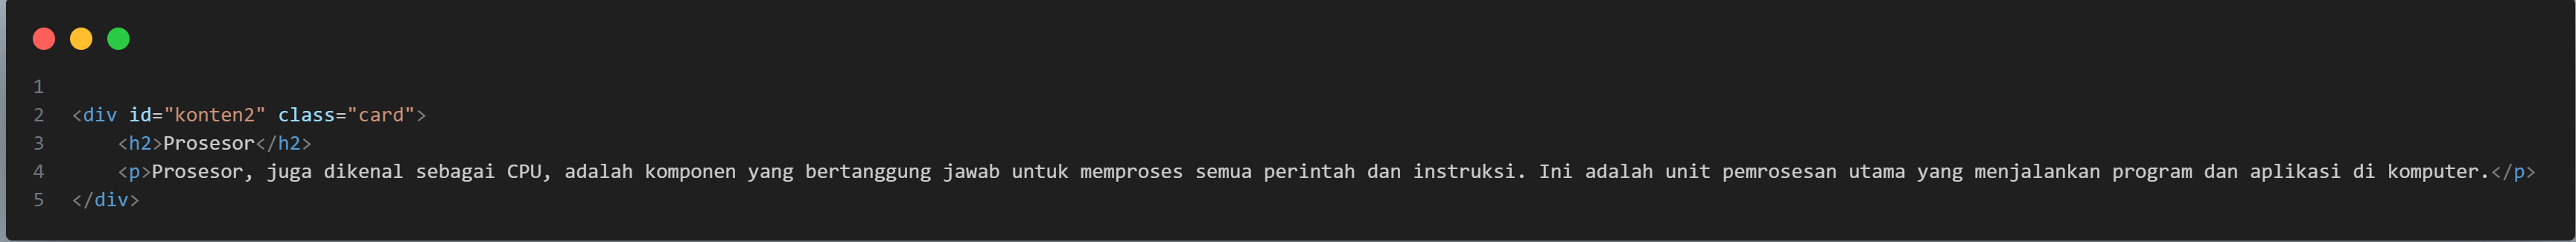 1
2 <div id="konten2" class="card">
3     <h2>Prosesor</h2>
4     <p>Prosesor, juga dikenal sebagai CPU, adalah komponen yang bertanggung jawab untuk memproses semua perintah dan instruksi. Ini adalah unit pemrosesan utama yang menjalankan program dan aplikasi di komputer.</p>
5 </div>